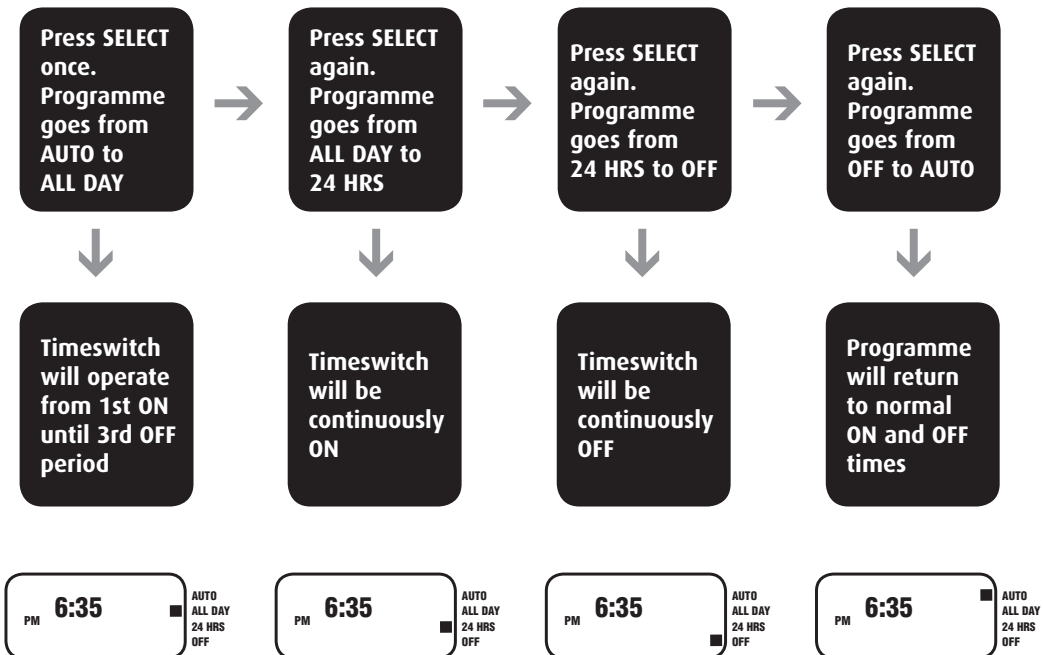 Press SELECT
once.
Programme
goes from
AUTO to
ALL DAY
Press SELECT
again.
Programme
goes from
ALL DAY to
24 HRS
Press SELECT
again.
Programme
goes from
24 HRS to OFF
Press SELECT
again.
Programme
goes from
OFF to AUTO
Timeswitch
will operate
from 1st ON
until 3rd OFF
period
Timeswitch
will be
continuously
ON
Timeswitch
will be
continuously
OFF
Programme
will return
to normal
ON and OFF
times
PM 6:35
AUTO
ALL DAY
24 HRS
OFF
PM 6:35
AUTO
ALL DAY
24 HRS
OFF
PM 6:35
AUTO
ALL DAY
24 HRS
OFF
PM 6:35
AUTO
ALL DAY
24 HRS
OFF